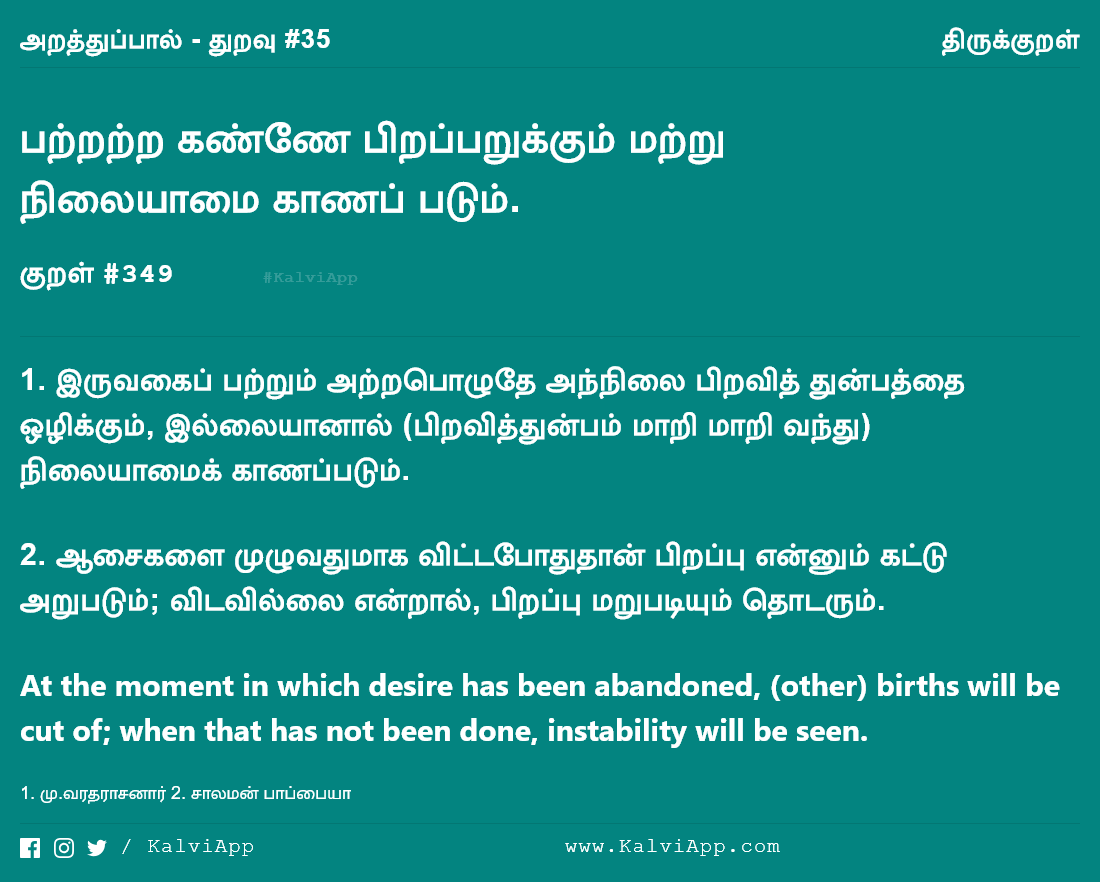 அறத்துப்பால் - துறவு #35
திருக்குறள்
பற்றற்ற கண்ணே பிறப்பறுக்கும் மற்று
நிலையாமை காணப் படும்.
குறள் #349
#KalviApp
1. இருவகைப் பற்றும் அற்றபொழுதே அந்நிலை பிறவித் துன்பத்தை
ஒழிக்கும், இல்லையானால் (பிறவித்துன்பம் மாறி மாறி வந்து)
நிலையாமைக் காணப்படும்.
2. ஆசைகளை முழுவதுமாக விட்டபோதுதான் பிறப்பு என்னும் கட்டு
அறுபடும்; விடவில்லை என்றால், பிறப்பு மறுபடியும் தொடரும்.
At the moment in which desire has been abandoned, (other) births will be
cut of; when that has not been done, instability will be seen.
1. மு.வரதராசனார் 2. சாலமன் பாப்பையா
/ KalviApp
www.KalviApp.com